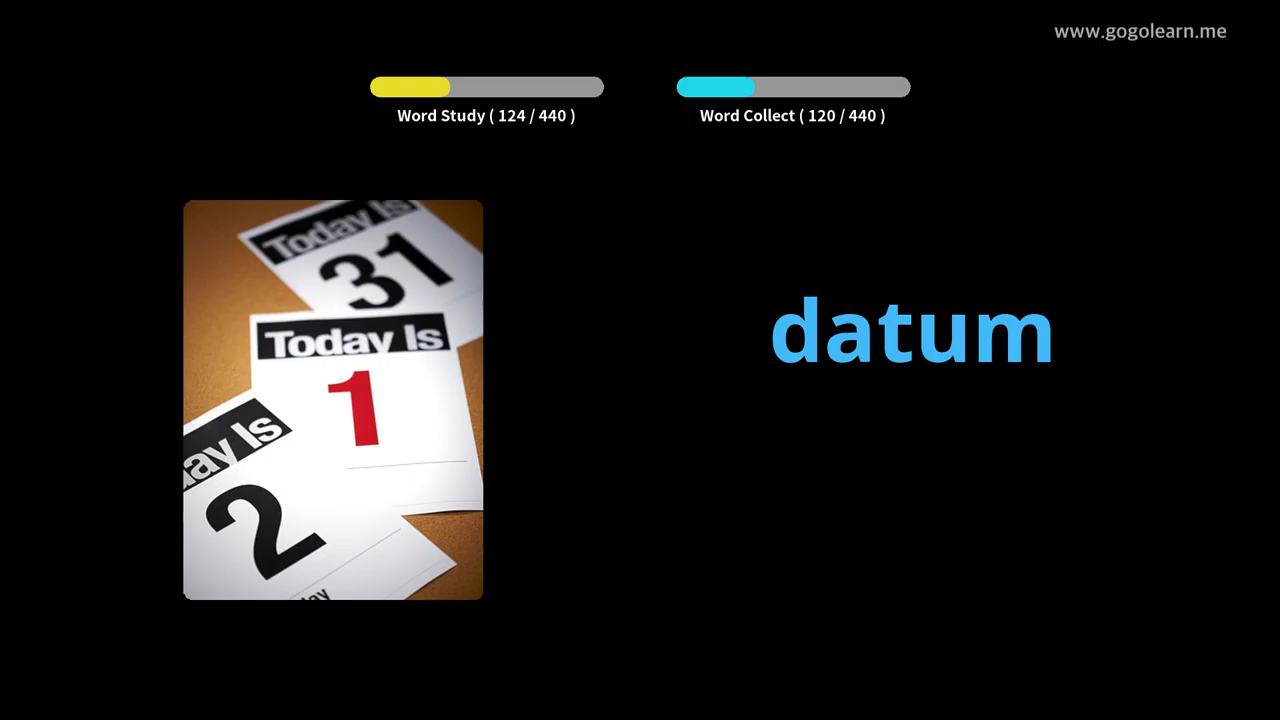 www.gogolearn.me
Word Study ( 124 / 440 )
Word Collect ( 120 / 440 )
Today Is
31
Today Is
1
ay Is
2
datum